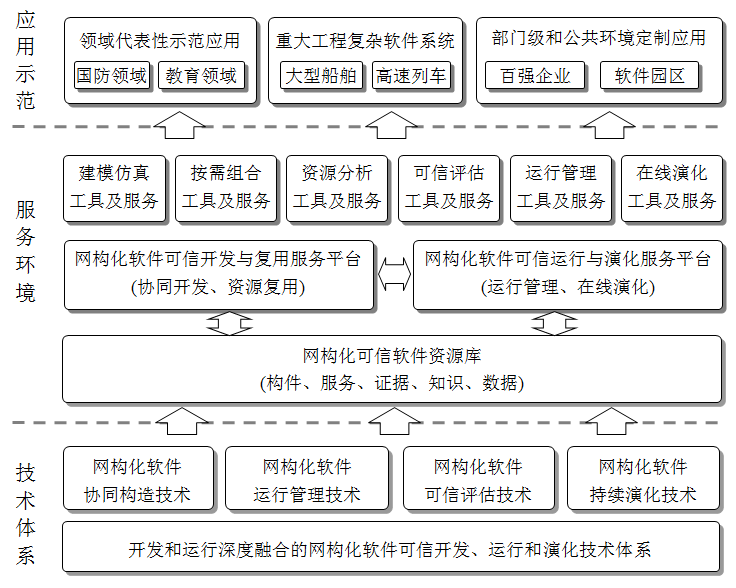 应用示范
领域代表性示范应用
国防领域
教育领域
重大工程复杂软件系统
大型船舶
高速列车
部门级和公共环境定制应用
百强企业
软件园区
服务环境
建模仿真
工具及服务
按需组合
工具及服务
资源分析
工具及服务
可信评估
工具及服务
运行管理
工具及服务
在线演化
工具及服务
网构化软件可信开发与复用服务平台
(协同开发、资源复用)
网构化软件可信运行与演化服务平台
(运行管理、在线演化)
网构化可信软件资源库
(构件、服务、证据、知识、数据)
技术体系
网构化软件
协同构造技术
网构化软件
运行管理技术
网构化软件
可信评估技术
网构化软件
持续演化技术
开发和运行深度融合的网构化软件可信开发、运行和演化技术体系